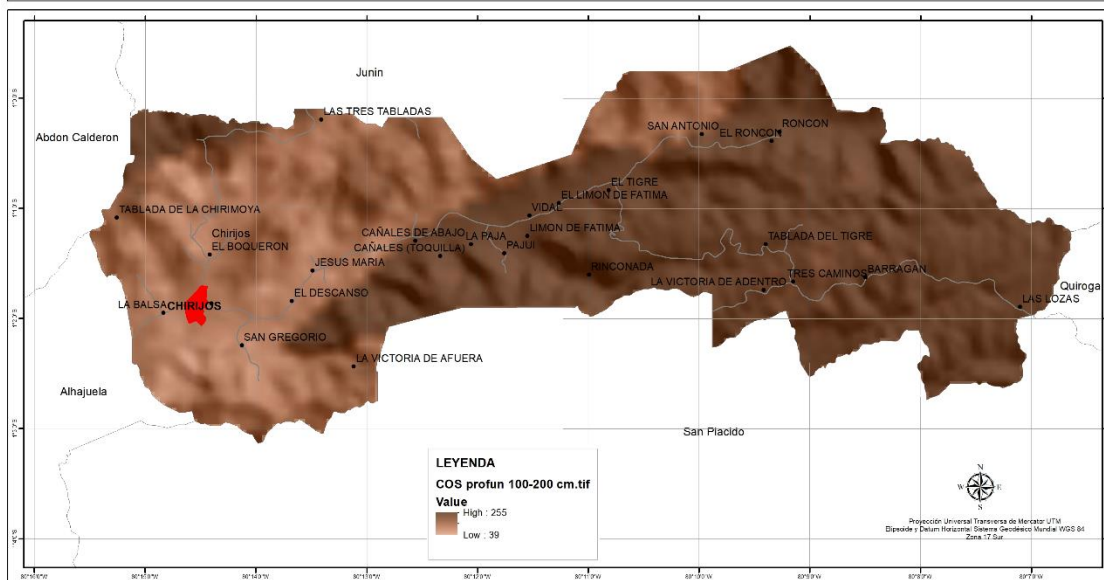 Junin
Abdon Calderon
LAS TRES TABLADAS
SAN ANTONIO
RONCON
EL RONCON
EL TIGRE
EL LIMON DE FATIMA
VIDAL
TABLADA DE LA CHIRIMOYA
Chirijos
EL BOQUERON
CAÑALES DE ABAJO
LIMON DE FATIMA
LA PAJA
CAÑALES (TOQUILLA)
PAJUI
TABLADA DEL TIGRE
JESUS MARIA
RINCONADA
BARRAGAN
TRES CAMINOS
LA VICTORIA DE ADENTRO
Quiroga
LA BALSA
CHIRIJOS
EL DESCANSO
LAS LOZAS
SAN GREGORIO
LA VICTORIA DE AFUERA
Alhajuela
San Placido
LEYENDA
COS profun 100-200 cm.tif
Value
High : 255
Low : 39
N
W E
S
Proyección Universal Transversa de Mercator UTM
Elipsoide y Datum Horizontal Sistema Geodésico Mundial WGS 84
Zona 17 Sur